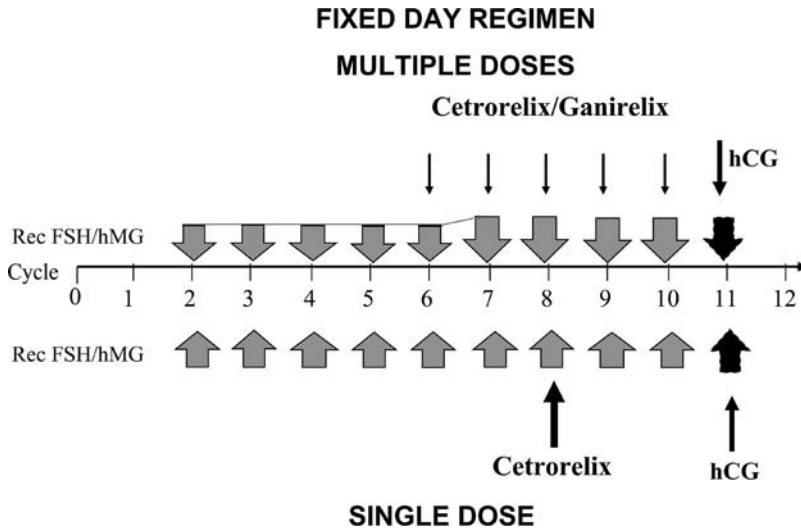 FIXED DAY REGIMEN
MULTIPLE DOSES
Cetrorelix/Ganirelix
hCG
Rec FSH/hMG
Cycle
0 1 2 3 4 5 6 7 8 9 10 11 12
Rec FSH/hMG
Cetrorelix
hCG
SINGLE DOSE